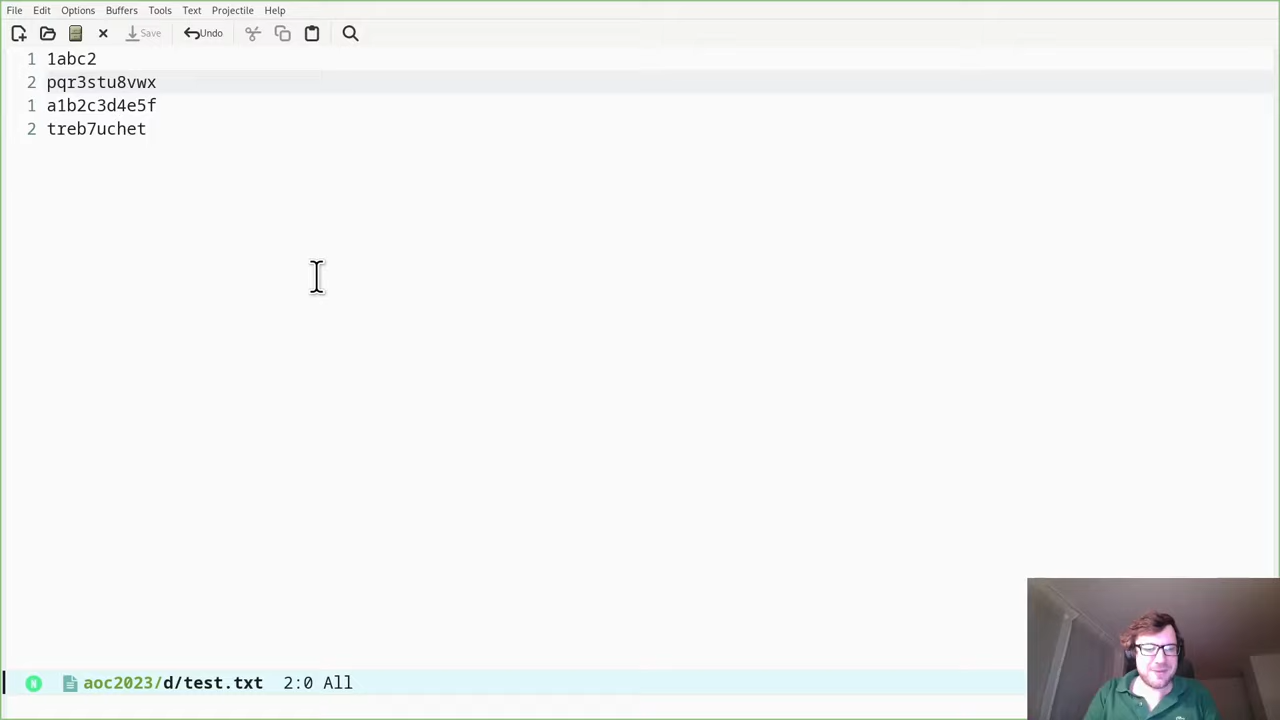 File Edit Options Buffers Tools Text Projectile Help
Save Undo
1 1abc2
2 pqr3stu8vwx
1 a1b2c3d4e5f
2 treb7uchet
N aoc2023/d/test.txt 2:0 All